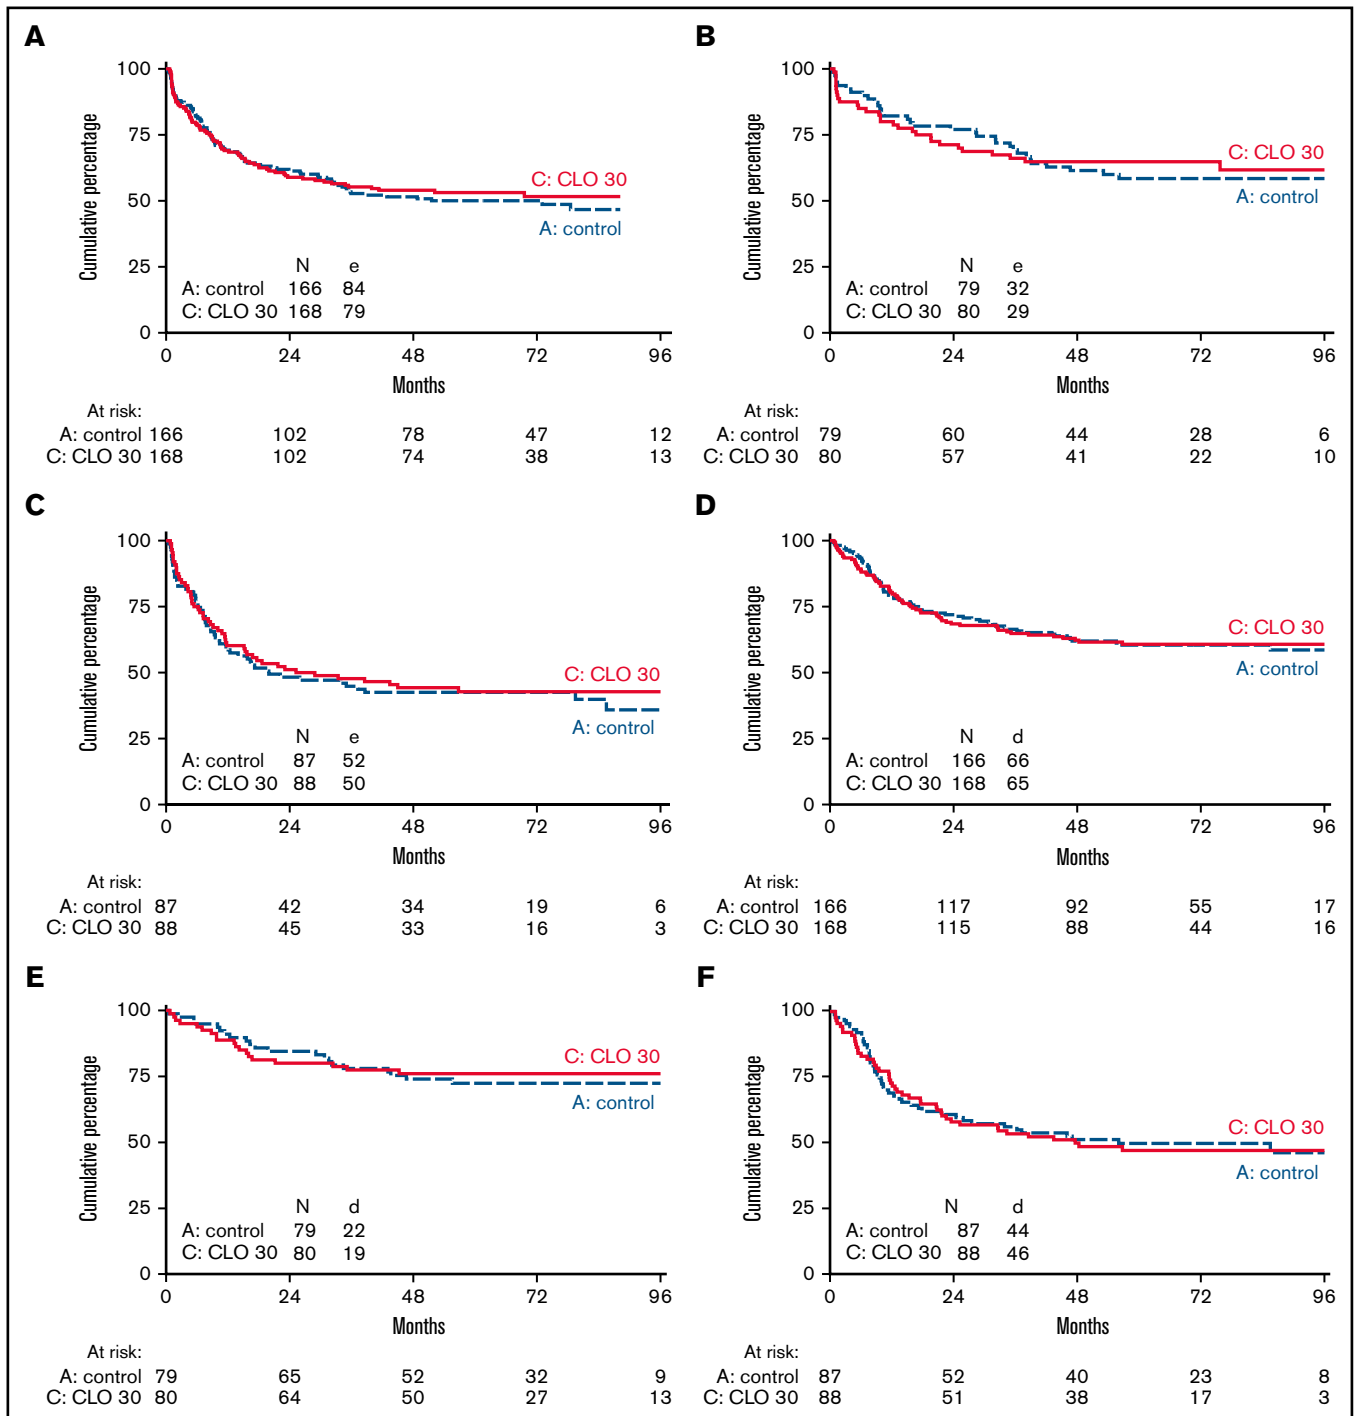 A
Cumulative percentage
100
75
50
25
0
C: CLO 30
A: control
N e
A: control 166 84
C: CLO 30 168 79
0 24 48 72 96
Months
At risk:
A: control 166 102 78 47 12
C: CLO 30 168 102 74 38 13
B
Cumulative percentage
100
75
50
25
0
C: CLO 30
A: control
N e
A: control 79 32
C: CLO 30 80 29
0 24 48 72 96
Months
At risk:
A: control 79 60 44 28 6
C: CLO 30 80 57 41 22 10
C
Cumulative percentage
100
75
50
25
0
C: CLO 30
A: control
N e
A: control 87 52
C: CLO 30 88 50
0 24 48 72 96
Months
At risk:
A: control 87 42 34 19 6
C: CLO 30 88 45 33 16 3
D
Cumulative percentage
100
75
50
25
0
C: CLO 30
A: control
N d
A: control 166 66
C: CLO 30 168 65
0 24 48 72 96
Months
At risk:
A: control 166 117 92 55 17
C: CLO 30 168 115 88 44 16
E
Cumulative percentage
100
75
50
25
0
C: CLO 30
A: control
N d
A: control 79 22
C: CLO 30 80 19
0 24 48 72 96
Months
At risk:
A: control 79 65 52 32 9
C: CLO 30 80 64 50 27 13
F
Cumulative percentage
100
75
50
25
0
C: CLO 30
A: control
N d
A: control 87 44
C: CLO 30 88 46
0 24 48 72 96
Months
At risk:
A: control 87 52 40 23 8
C: CLO 30 88 51 38 17 3